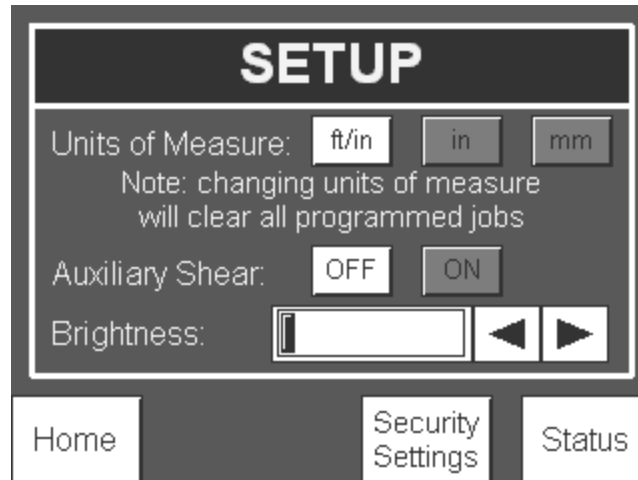 SETUP
Units of Measure: ft/in in mm
Note: changing units of measure
will clear all programmed jobs
Auxiliary Shear: OFF ON
Brightness:
Home
Security
Settings
Status